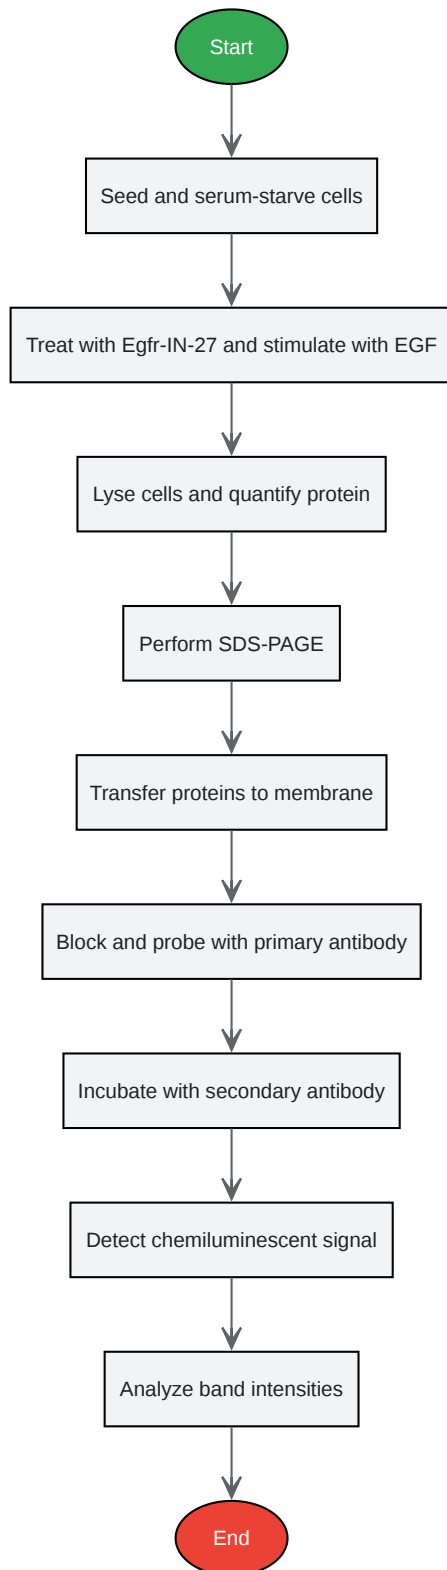 Start
Seed and serum-starve cells
Treat with Egfr-IN-27 and stimulate with EGF
Lyse cells and quantify protein
Perform SDS-PAGE
Transfer proteins to membrane
Block and probe with primary antibody
Incubate with secondary antibody
Detect chemiluminescent signal
Analyze band intensities
End